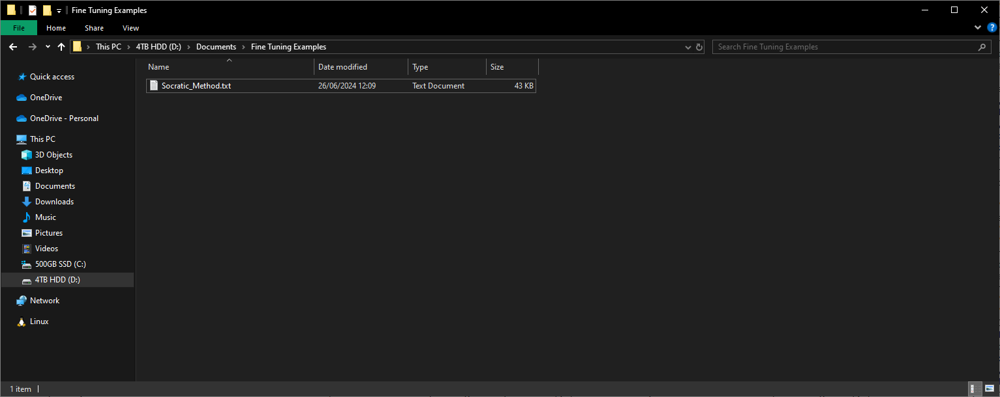 Fine Tuning Examples
File Home Share View
This PC 4TB HDD (D:) Documents Fine Tuning Examples Search Fine Tuning Examples
Name Date modified Type Size
Socratic_Method.txt 26/06/2024 12:09 Text Document 43 KB
Quick access
OneDrive
OneDrive - Personal
This PC
3D Objects
Desktop
Documents
Downloads
Music
Pictures
Videos
500GB SSD (C:)
4TB HDD (D:)
Network
Linux
1 item